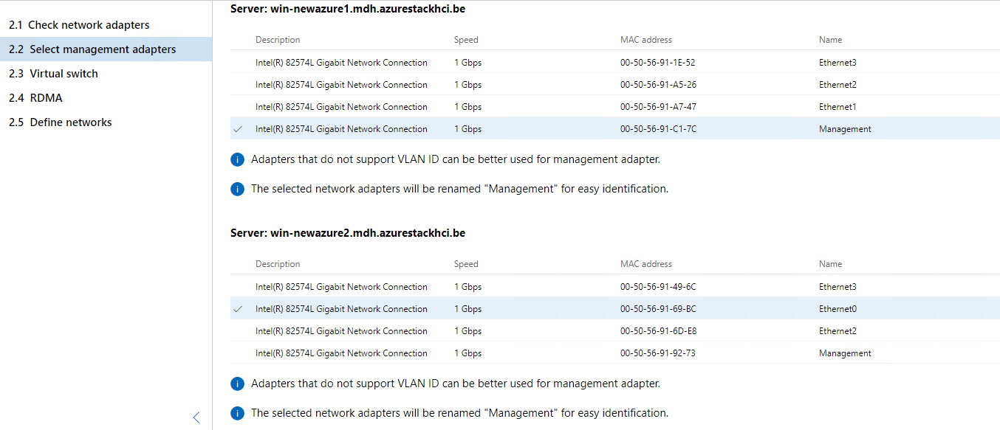 Server: win-newazure1.mdh.azurestackhci.be
2.1 Check network adapters
2.2 Select management adapters
2.3 Virtual switch
2.4 RDMA
2.5 Define networks
Description Speed MAC address Name
Intel(R) 82574L Gigabit Network Connection 1 Gbps 00-50-56-91-1E-52 Ethernet3
Intel(R) 82574L Gigabit Network Connection 1 Gbps 00-50-56-91-A5-26 Ethernet2
Intel(R) 82574L Gigabit Network Connection 1 Gbps 00-50-56-91-A7-47 Ethernet1
Intel(R) 82574L Gigabit Network Connection 1 Gbps 00-50-56-91-C1-7C Management
Adapters that do not support VLAN ID can be better used for management adapter.
The selected network adapters will be renamed "Management" for easy identification.
Server: win-newazure2.mdh.azurestackhci.be
Description Speed MAC address Name
Intel(R) 82574L Gigabit Network Connection 1 Gbps 00-50-56-91-49-6C Ethernet3
Intel(R) 82574L Gigabit Network Connection 1 Gbps 00-50-56-91-69-BC Ethernet0
Intel(R) 82574L Gigabit Network Connection 1 Gbps 00-50-56-91-6D-E8 Ethernet2
Intel(R) 82574L Gigabit Network Connection 1 Gbps 00-50-56-91-92-73 Management
Adapters that do not support VLAN ID can be better used for management adapter.
The selected network adapters will be renamed "Management" for easy identification.